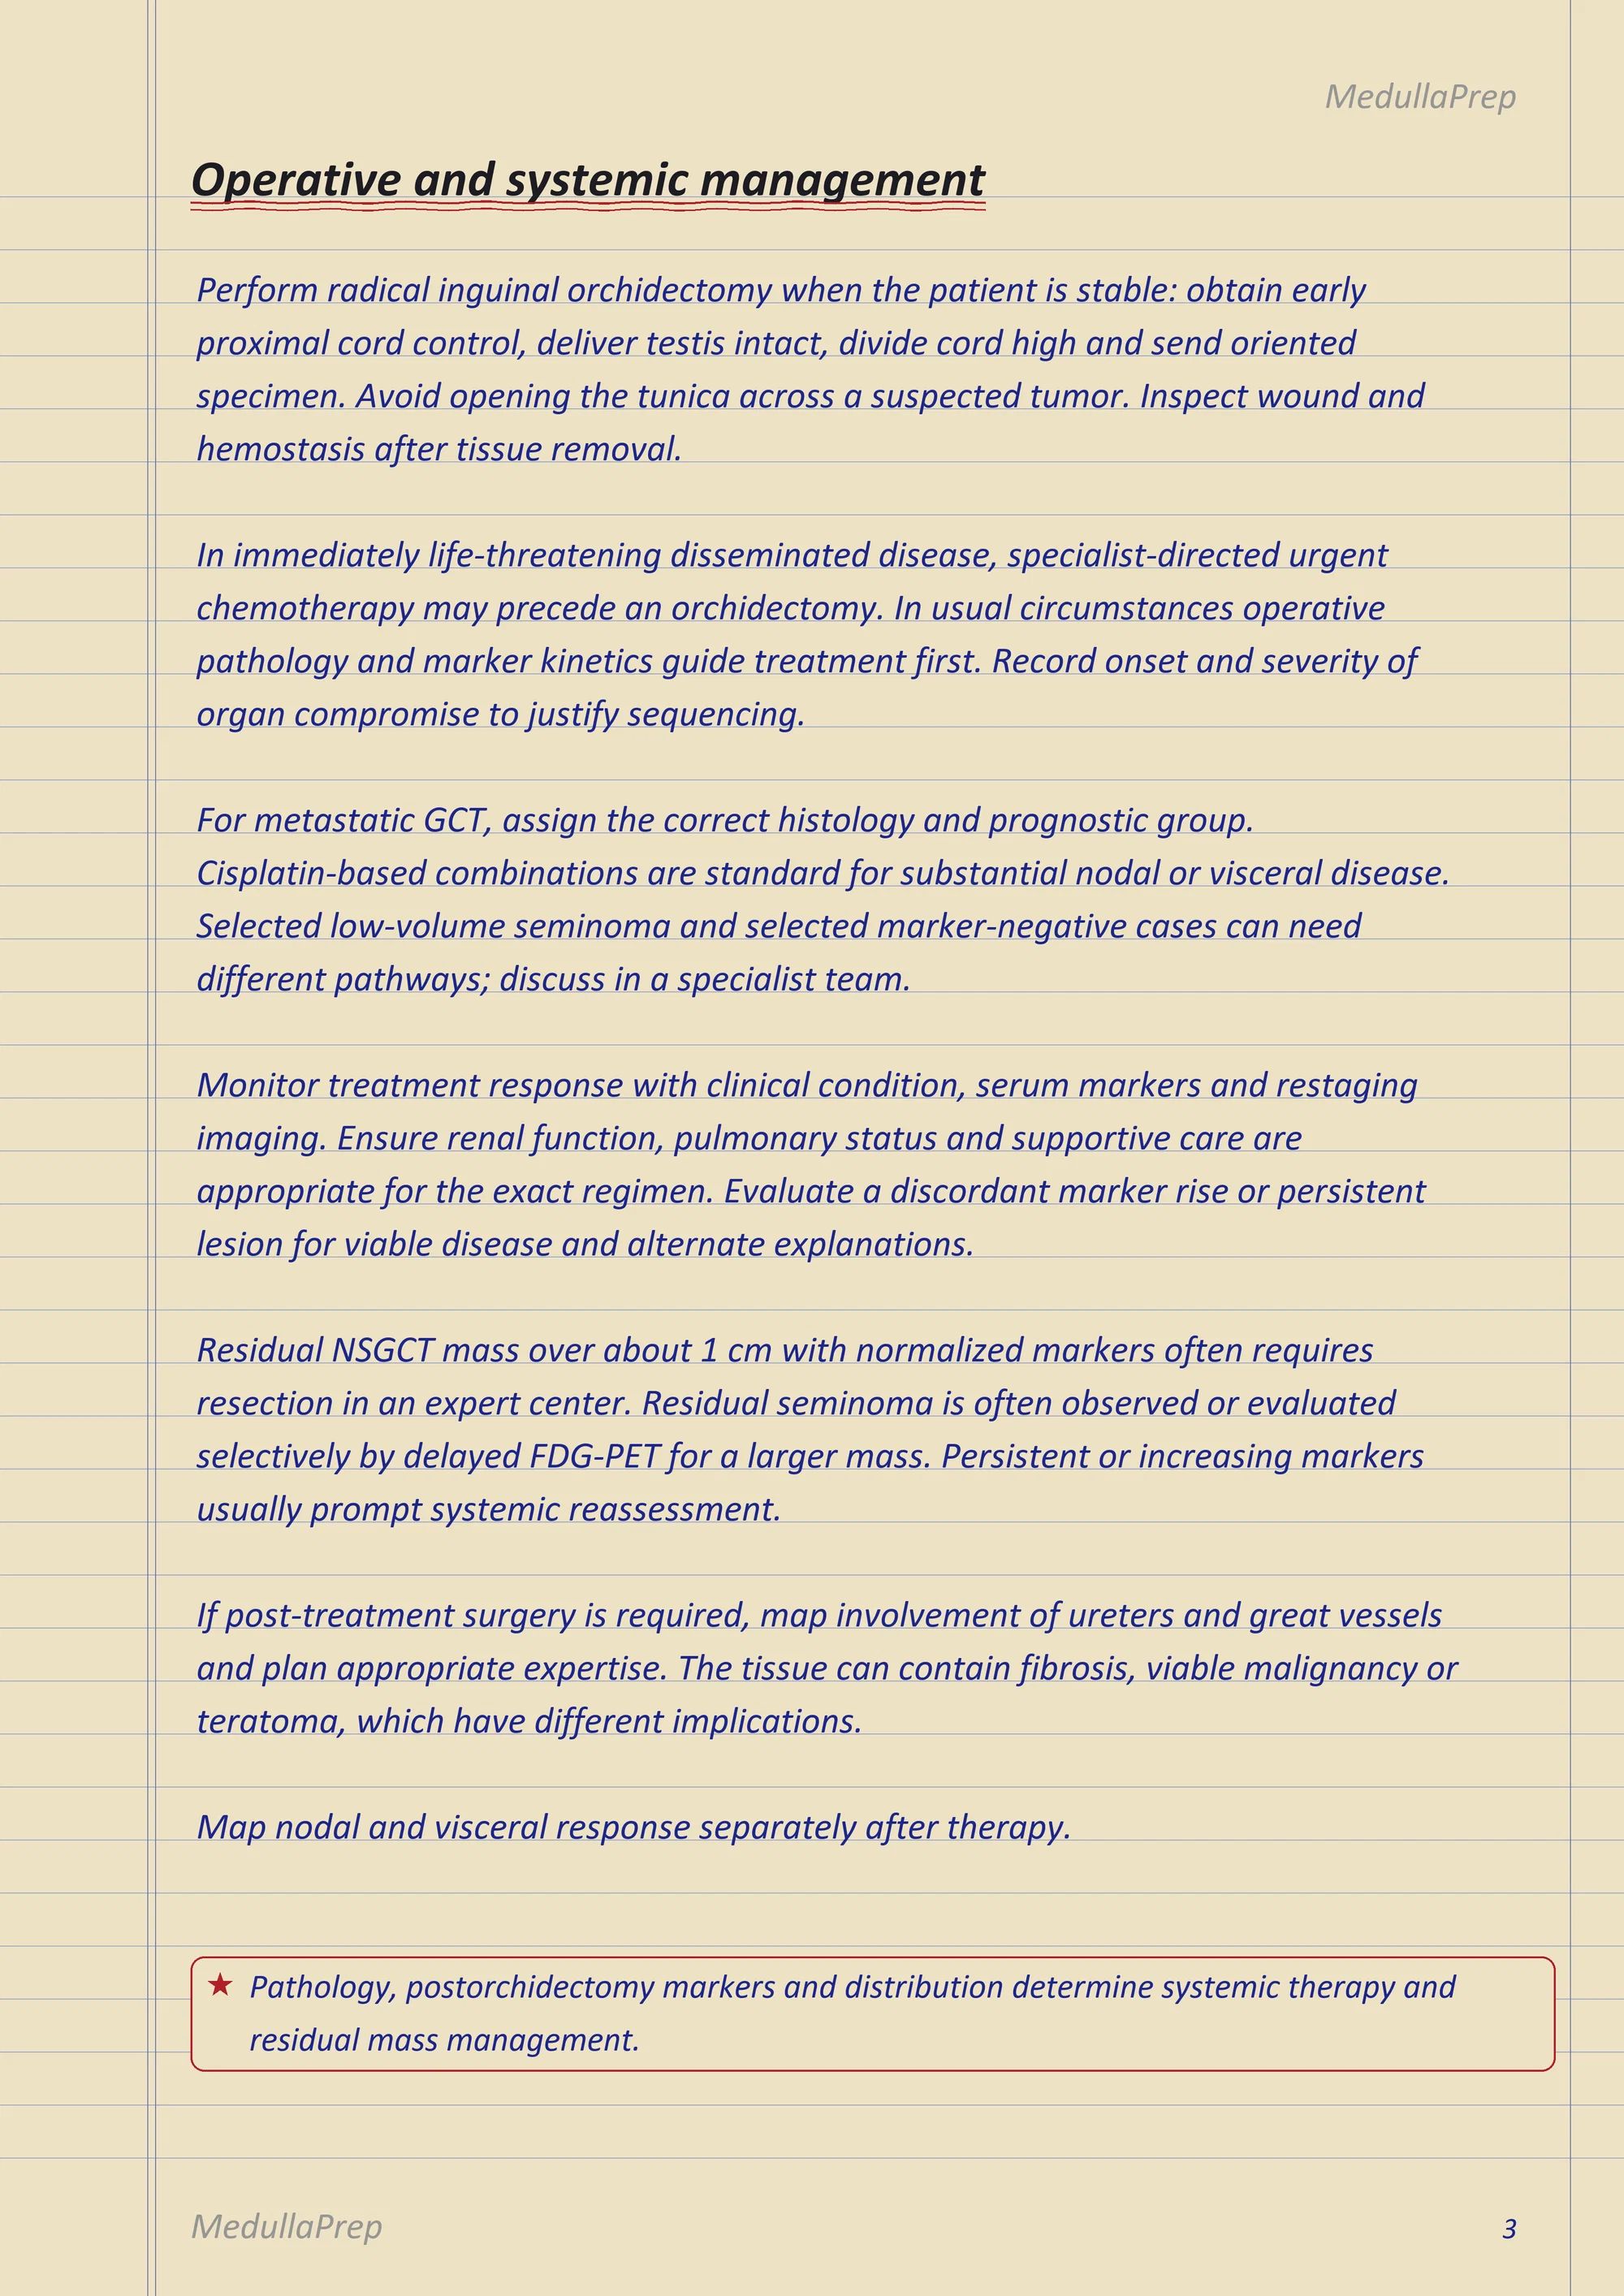 MedullaPrep
Operative and systemic management
Perform radical inguinal orchidectomy when the patient is stable: obtain early
proximal cord control, deliver testis intact, divide cord high and send oriented
specimen. Avoid opening the tunica across a suspected tumor. Inspect wound and
hemostasis after tissue removal.
In immediately life-threatening disseminated disease, specialist-directed urgent
chemotherapy may precede an orchidectomy. In usual circumstances operative
pathology and marker kinetics guide treatment first. Record onset and severity of
organ compromise to justify sequencing.
For metastatic GCT, assign the correct histology and prognostic group.
Cisplatin-based combinations are standard for substantial nodal or visceral disease.
Selected low-volume seminoma and selected marker-negative cases can need
different pathways; discuss in a specialist team.
Monitor treatment response with clinical condition, serum markers and restaging
imaging. Ensure renal function, pulmonary status and supportive care are
appropriate for the exact regimen. Evaluate a discordant marker rise or persistent
lesion for viable disease and alternate explanations.
Residual NSGCT mass over about 1 cm with normalized markers often requires
resection in an expert center. Residual seminoma is often observed or evaluated
selectively by delayed FDG-PET for a larger mass. Persistent or increasing markers
usually prompt systemic reassessment.
If post-treatment surgery is required, map involvement of ureters and great vessels
and plan appropriate expertise. The tissue can contain fibrosis, viable malignancy or
teratoma, which have different implications.
Map nodal and visceral response separately after therapy.
★ Pathology, postorchidectomy markers and distribution determine systemic therapy and
residual mass management.
MedullaPrep
3